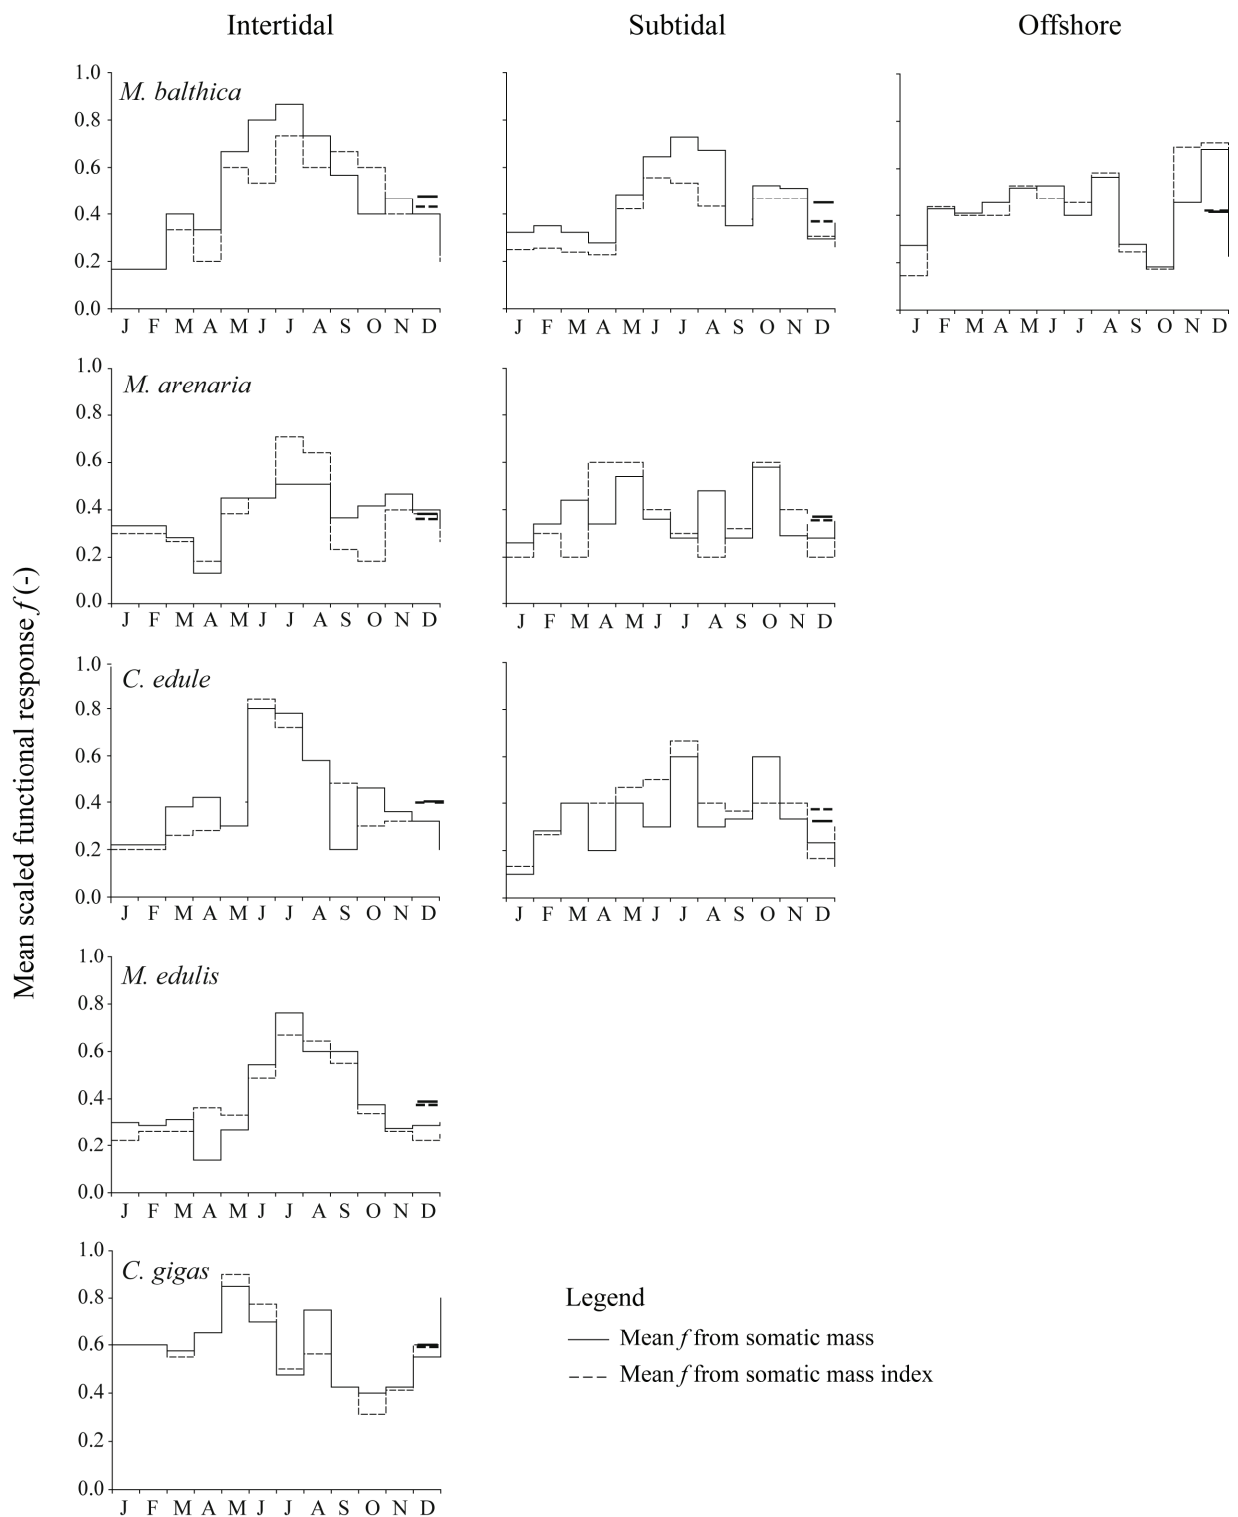 Intertidal Subtidal Offshore
Mean scaled functional response f (-)
M. balthica
1.0
0.8
0.6
0.4
0.2
0.0
J F M A M J J A S O N D
J F M A M J J A S O N D
J F M A M J J A S O N D
M. arenaria
1.0
0.8
0.6
0.4
0.2
0.0
J F M A M J J A S O N D
J F M A M J J A S O N D
C. edule
1.0
0.8
0.6
0.4
0.2
0.0
J F M A M J J A S O N D
J F M A M J J A S O N D
M. edulis
1.0
0.8
0.6
0.4
0.2
0.0
J F M A M J J A S O N D
C. gigas
1.0
0.8
0.6
0.4
0.2
0.0
J F M A M J J A S O N D
Legend
Mean f from somatic mass
Mean f from somatic mass index